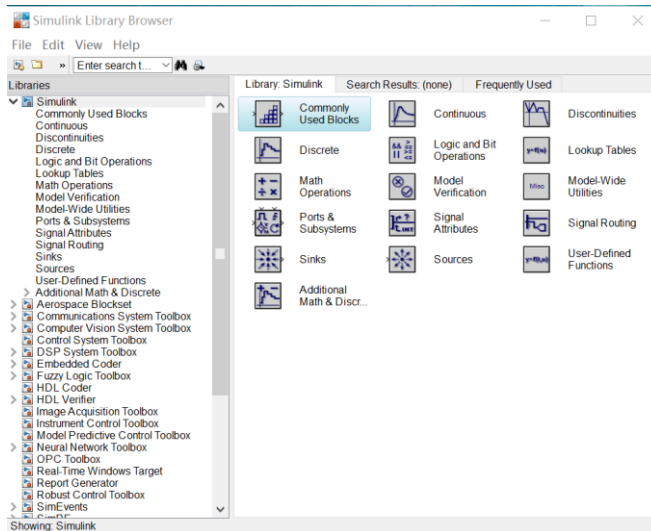 Simulink Library Browser
File Edit View Help
» Enter search t...
Libraries
Library: Simulink Search Results: (none) Frequently Used
Simulink
Commonly Used Blocks
Continuous
Discontinuities
Discrete
Logic and Bit Operations
Lookup Tables
Math Operations
Model Verification
Model-Wide Utilities
Ports & Subsystems
Signal Attributes
Signal Routing
Sinks
Sources
User-Defined Functions
Additional Math & Discrete
Aerospace Blockset
Communications System Toolbox
Computer Vision System Toolbox
Control System Toolbox
DSP System Toolbox
Embedded Coder
Fuzzy Logic Toolbox
HDL Coder
HDL Verifier
Image Acquisition Toolbox
Instrument Control Toolbox
Model Predictive Control Toolbox
Neural Network Toolbox
OPC Toolbox
Real-Time Windows Target
Report Generator
Robust Control Toolbox
SimEvents
SimRF
Commonly
Used Blocks
Continuous
Discontinuities
Discrete
Logic and Bit
Operations
y=f(u)
Lookup Tables
Math
Operations
Model
Verification
Misc
Model-Wide
Utilities
Ports &
Subsystems
Signal
Attributes
Signal Routing
Sinks
Sources
y=f(u)
User-Defined
Functions
Additional
Math & Discr...
Showing: Simulink